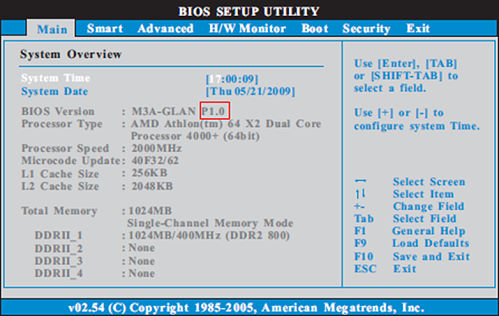 BIOS SETUP UTILITY
Main Smart Advanced H/W Monitor Boot Security Exit
System Overview
System Time [17:00:09]
System Date [Thu 05/21/2009]
BIOS Version : M3A-GLAN P1.0
Processor Type : AMD Athlon(tm) 64 X2 Dual Core
Processor 4000+ (64bit)
Processor Speed : 2000MHz
Microcode Update : 40F32/62
L1 Cache Size : 256KB
L2 Cache Size : 2048KB
Total Memory : 1024MB
Single-Channel Memory Mode
DDRII_1 : 1024MB/400MHz (DDR2 800)
DDRII_2 : None
DDRII_3 : None
DDRII_4 : None
Use [Enter], [TAB]
or [SHIFT-TAB] to
select a field.
Use [+] or [-] to
configure system Time.
↔ Select Screen
↑↓ Select Item
+- Change Field
Tab Select Field
F1 General Help
F9 Load Defaults
F10 Save and Exit
ESC Exit
v02.54 (C) Copyright 1985-2005, American Megatrends, Inc.